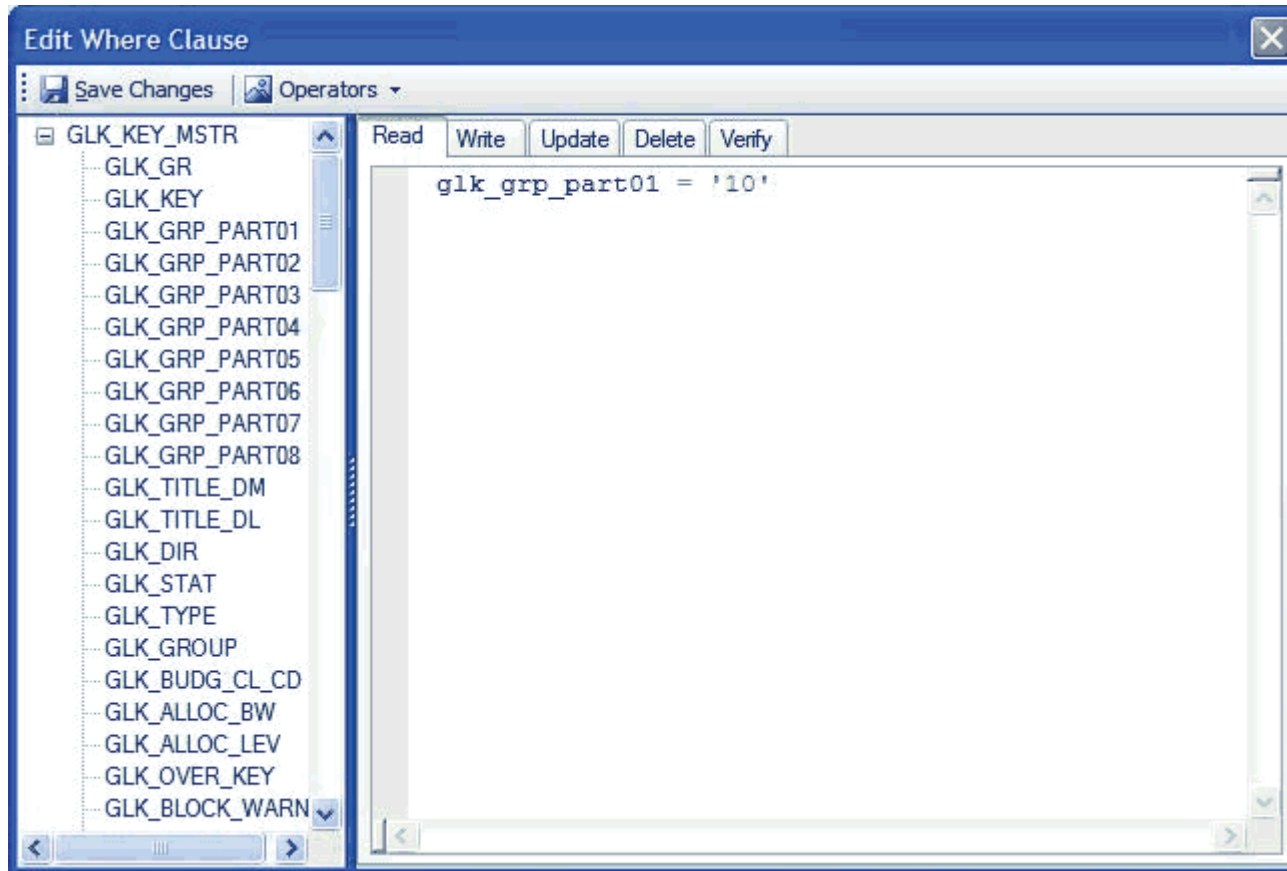 Edit Where Clause
Save Changes Operators
GLK_KEY_MSTR
GLK_GR
GLK_KEY
GLK_GRP_PART01
GLK_GRP_PART02
GLK_GRP_PART03
GLK_GRP_PART04
GLK_GRP_PART05
GLK_GRP_PART06
GLK_GRP_PART07
GLK_GRP_PART08
GLK_TITLE_DM
GLK_TITLE_DL
GLK_DIR
GLK_STAT
GLK_TYPE
GLK_GROUP
GLK_BUDG_CL_CD
GLK_ALLOC_BW
GLK_ALLOC_LEV
GLK_OVER_KEY
GLK_BLOCK_WARN
Read Write Update Delete Verify
glk_grp_part01 = '10'